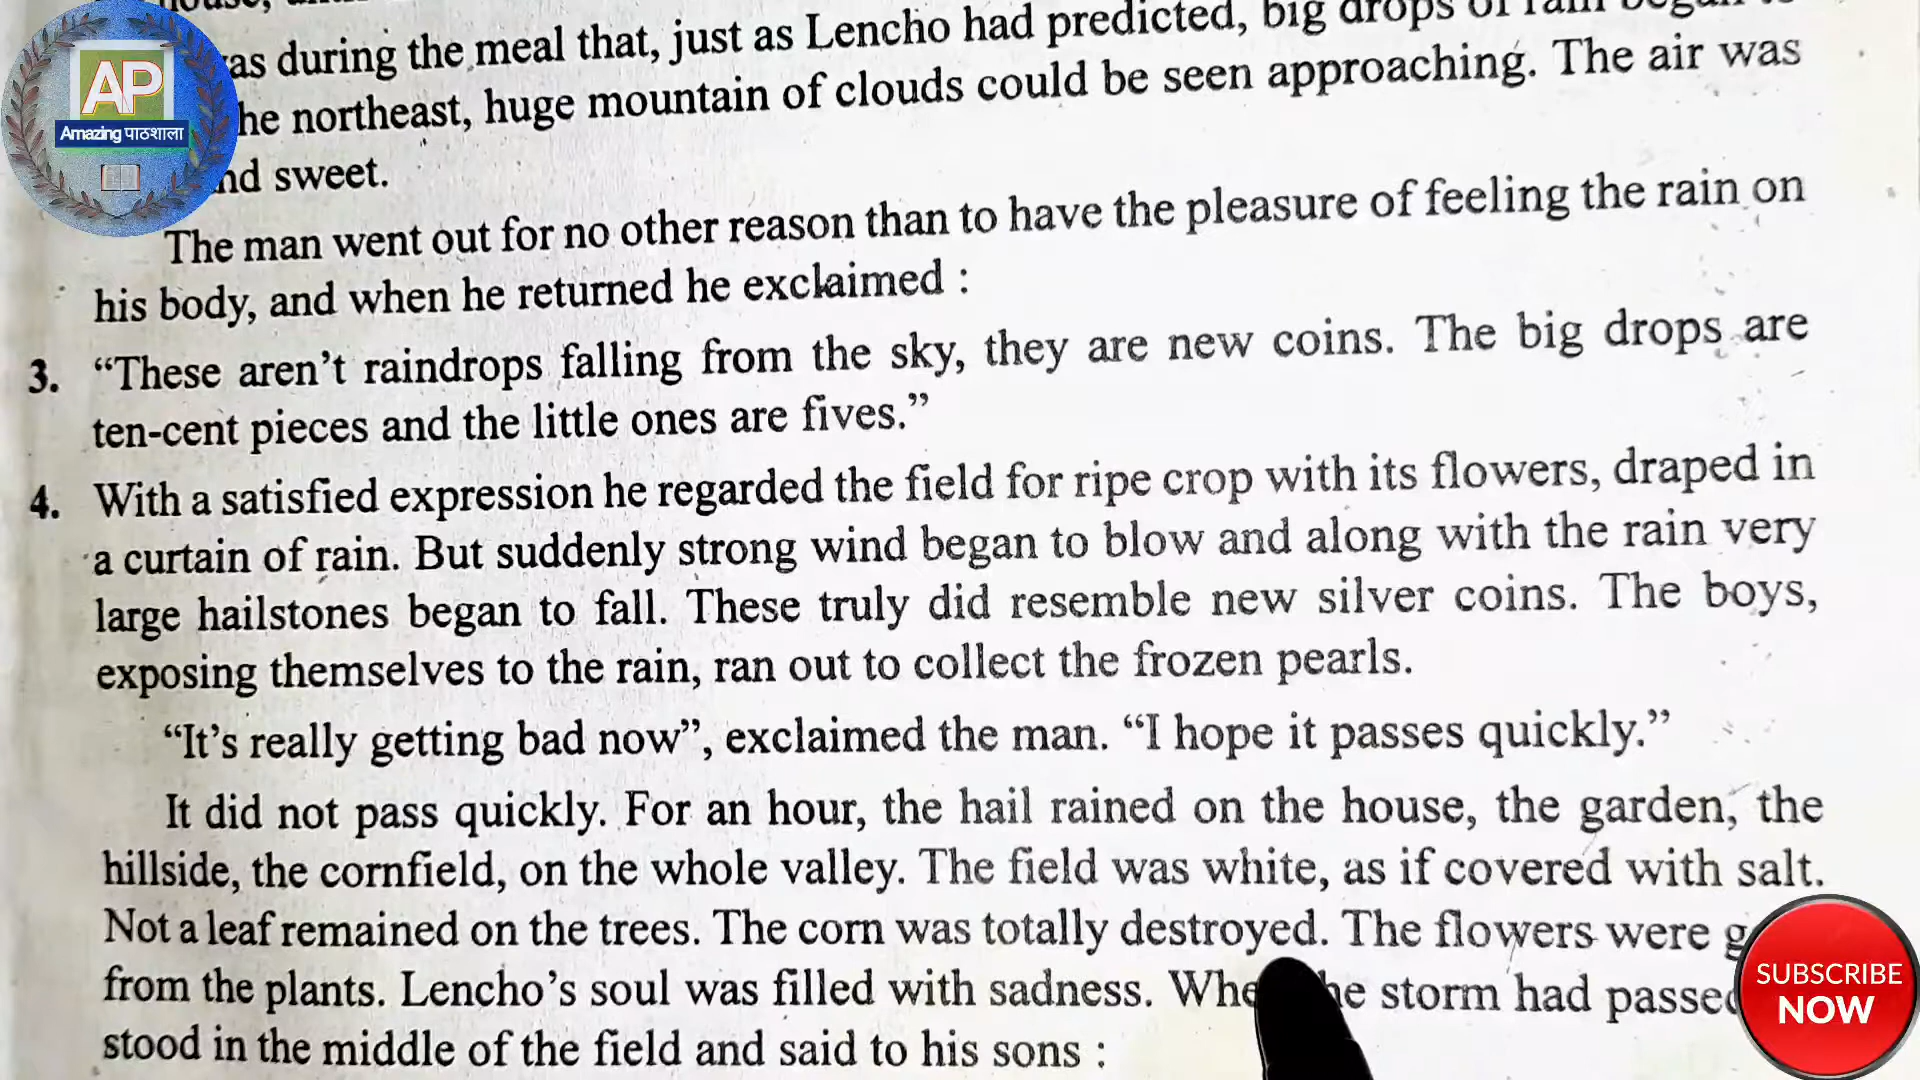 AP
Amazing पाठशाला
as during the meal that, just as Lencho had predicted, big drops of rain began to
he northeast, huge mountain of clouds could be seen approaching. The air was
nd sweet.
The man went out for no other reason than to have the pleasure of feeling the rain on
his body, and when he returned he exclaimed :
3. “These aren’t raindrops falling from the sky, they are new coins. The big drops are
ten-cent pieces and the little ones are fives.”
4. With a satisfied expression he regarded the field for ripe crop with its flowers, draped in
a curtain of rain. But suddenly strong wind began to blow and along with the rain very
large hailstones began to fall. These truly did resemble new silver coins. The boys,
exposing themselves to the rain, ran out to collect the frozen pearls.
“It’s really getting bad now”, exclaimed the man. “I hope it passes quickly.”
It did not pass quickly. For an hour, the hail rained on the house, the garden, the
hillside, the cornfield, on the whole valley. The field was white, as if covered with salt.
Not a leaf remained on the trees. The corn was totally destroyed. The flowers were
from the plants. Lencho’s soul was filled with sadness. Whe he storm had passed
stood in the middle of the field and said to his sons :
SUBSCRIBE
NOW